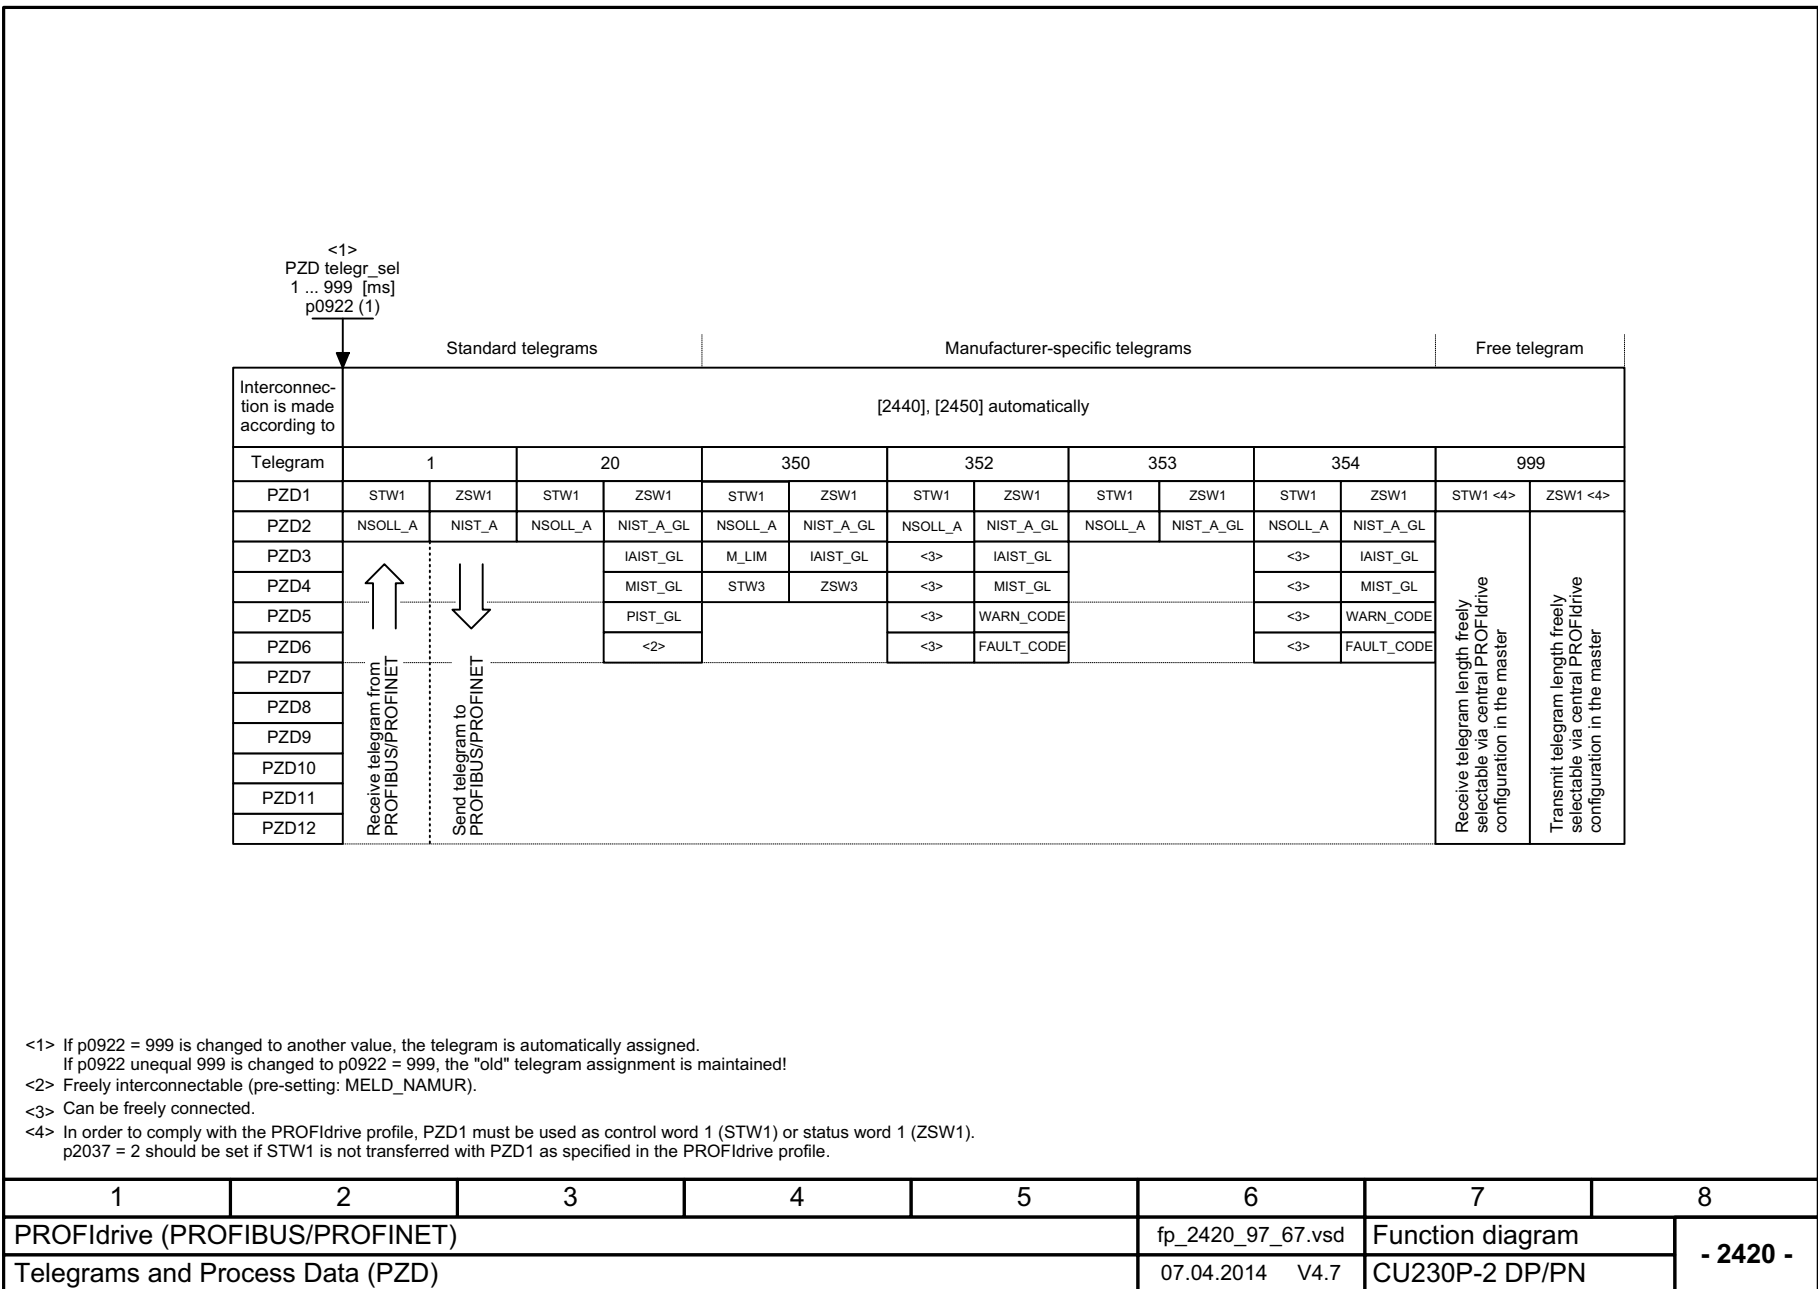 <1>
PZD telegr_sel
1 ... 999 [ms]
p0922 (1)
Standard telegrams Manufacturer-specific telegrams Free telegram
Interconnec-
tion is made
according to
[2440], [2450] automatically
Telegram 1 20 350 352 353 354 999
PZD1 STW1 ZSW1 STW1 ZSW1 STW1 ZSW1 STW1 ZSW1 STW1 ZSW1 STW1 ZSW1 STW1 <4> ZSW1 <4>
PZD2 NSOLL_A NIST_A NSOLL_A NIST_A_GL NSOLL_A NIST_A_GL NSOLL_A NIST_A_GL NSOLL_A NIST_A_GL NSOLL_A NIST_A_GL
PZD3 IAIST_GL M_LIM IAIST_GL <3> IAIST_GL <3> IAIST_GL
PZD4 MIST_GL STW3 ZSW3 <3> MIST_GL <3> MIST_GL
PZD5 PIST_GL <3> WARN_CODE <3> WARN_CODE
PZD6 <2> <3> FAULT_CODE <3> FAULT_CODE
PZD7
PZD8
PZD9
PZD10
PZD11
PZD12
Receive telegram from
PROFIBUS/PROFINET
Send telegram to
PROFIBUS/PROFINET
Receive telegram length freely
selectable via central PROFIdrive
configuration in the master
Transmit telegram length freely
selectable via central PROFIdrive
configuration in the master
<1> If p0922 = 999 is changed to another value, the telegram is automatically assigned.
If p0922 unequal 999 is changed to p0922 = 999, the "old" telegram assignment is maintained!
<2> Freely interconnectable (pre-setting: MELD_NAMUR).
<3> Can be freely connected.
<4> In order to comply with the PROFIdrive profile, PZD1 must be used as control word 1 (STW1) or status word 1 (ZSW1).
p2037 = 2 should be set if STW1 is not transferred with PZD1 as specified in the PROFIdrive profile.
1 2 3 4 5 6 7 8
PROFIdrive (PROFIBUS/PROFINET) fp_2420_97_67.vsd Function diagram
- 2420 -
Telegrams and Process Data (PZD) 07.04.2014 V4.7 CU230P-2 DP/PN